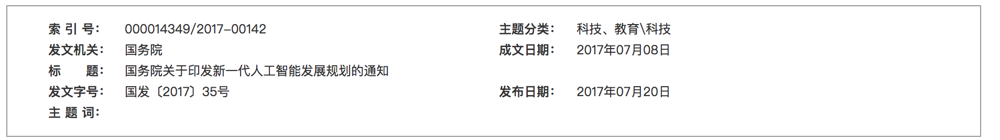 索 引 号： 000014349/2017-00142 主题分类： 科技、教育\科技
发文机关： 国务院 成文日期： 2017年07月08日
标　　题： 国务院关于印发新一代人工智能发展规划的通知
发文字号： 国发〔2017〕35号 发布日期： 2017年07月20日
主 题 词：